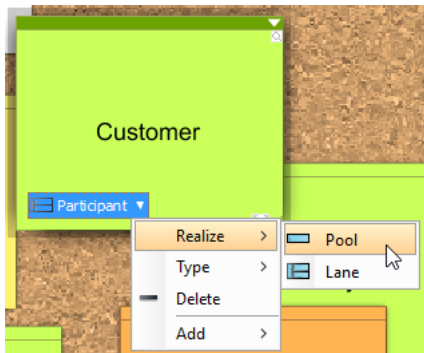 Customer
Participant
Realize
Pool
Type
Lane
Delete
Add